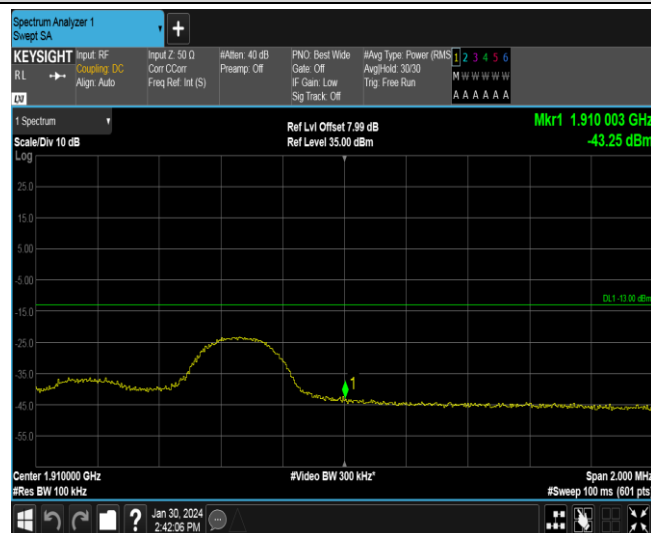 Spectrum Analyzer 1
Swept SA
KEYSIGHT
RL
LXI
Input: RF
Coupling: DC
Align: Auto
Input Z: 50 Ω
Corr CCorr
Freq Ref: Int (S)
#Atten: 40 dB
Preamp: Off
PNO: Best Wide
Gate: Off
IF Gain: Low
Sig Track: Off
#Avg Type: Power (RMS
Avg|Hold: 30/30
Trig: Free Run
1 2 3 4 5 6
M W W W W W
A A A A A A
1 Spectrum
Scale/Div 10 dB
Ref Lvl Offset 7.99 dB
Ref Level 35.00 dBm
Mkr1 1.910 003 GHz
-43.25 dBm
Log
25.0
15.0
5.00
-5.00
DL1 -13.00 dBm
-15.0
-25.0
-35.0
1
-45.0
-55.0
Center 1.910000 GHz
#Video BW 300 kHz*
Span 2.000 MHz
#Res BW 100 kHz
#Sweep 100 ms (601 pts)
?
Jan 30, 2024
2:42:06 PM